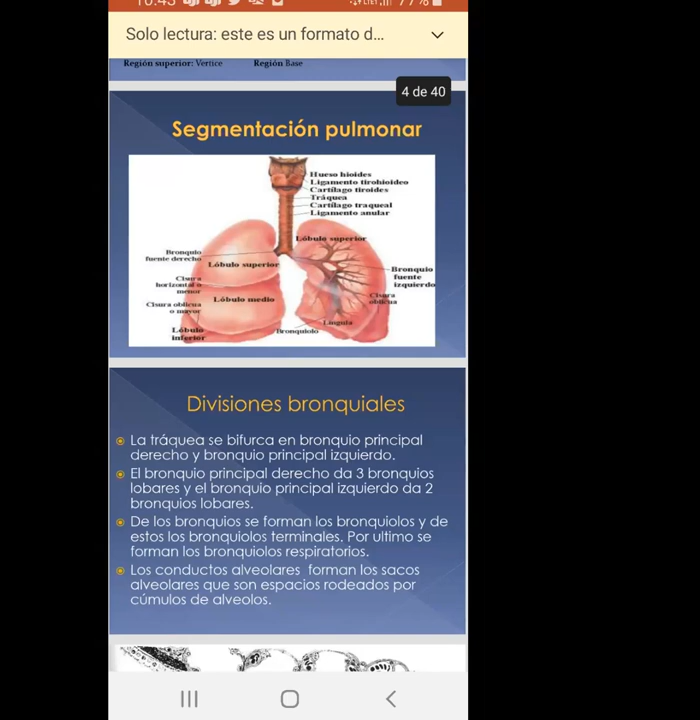 Solo lectura: este es un formato d...
Región superior: Vertice Región Base
4 de 40
Segmentación pulmonar
Hueso hioides
Ligamento tirohioideo
Cartílago tiroides
Tráquea
Cartílago traqueal
Ligamento anular
Lóbulo superior
Bronquio
fuente derecho
Lóbulo superior
Bronquio
fuente
izquierdo
Cisura
horizontal o
menor
Lóbulo medio
Cisura
oblicua
Cisura oblicua
o mayor
Lóbulo
inferior
Bronquiolo
Língula
Divisiones bronquiales
La tráquea se bifurca en bronquio principal
derecho y bronquio principal izquierdo.
El bronquio principal derecho da 3 bronquios
lobares y el bronquio principal izquierdo da 2
bronquios lobares.
De los bronquios se forman los bronquiolos y de
estos los bronquiolos terminales. Por ultimo se
forman los bronquiolos respiratorios.
Los conductos alveolares forman los sacos
alveolares que son espacios rodeados por
cúmulos de alveolos.